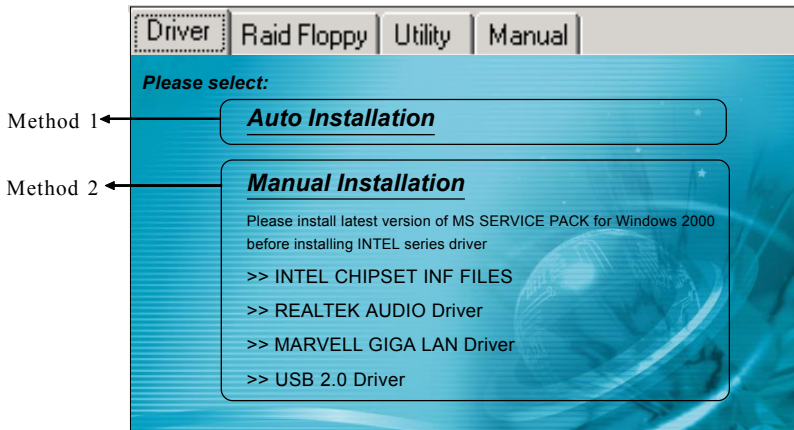 Driver Raid Floppy Utility Manual
Please select:
Method 1
Auto Installation
Method 2
Manual Installation
Please install latest version of MS SERVICE PACK for Windows 2000
before installing INTEL series driver
>> INTEL CHIPSET INF FILES
>> REALTEK AUDIO Driver
>> MARVELL GIGA LAN Driver
>> USB 2.0 Driver